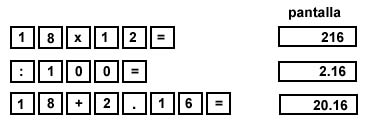 pantalla
1 8 x 1 2 = 216
: 1 0 0 = 2.16
1 8 + 2 . 1 6 = 20.16